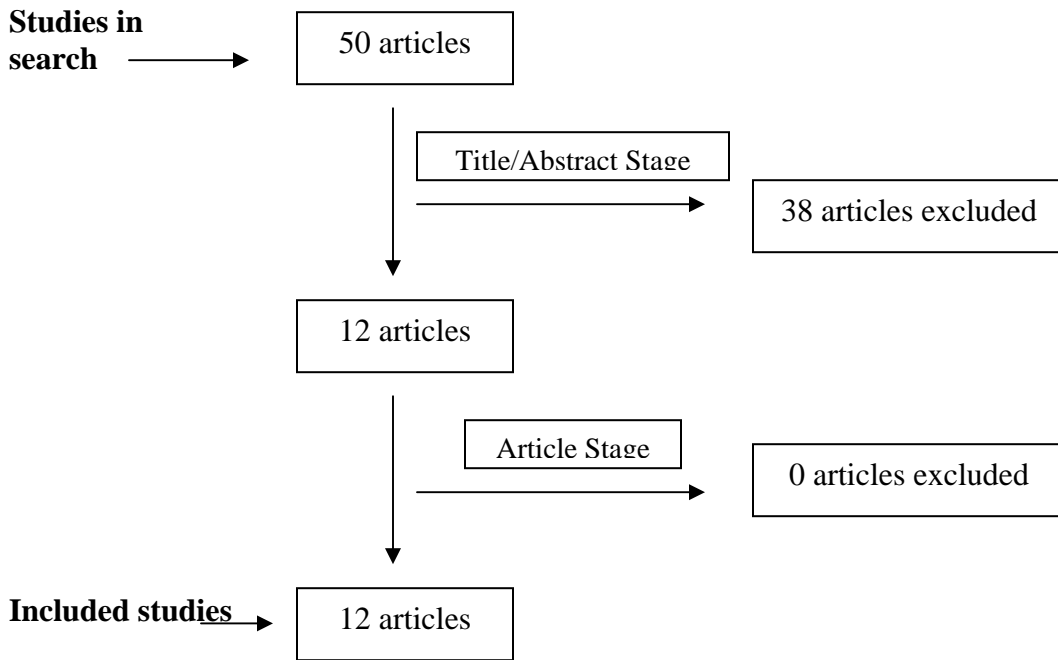 Studies in
search
50 articles
Title/Abstract Stage
38 articles excluded
12 articles
Article Stage
0 articles excluded
Included studies
12 articles